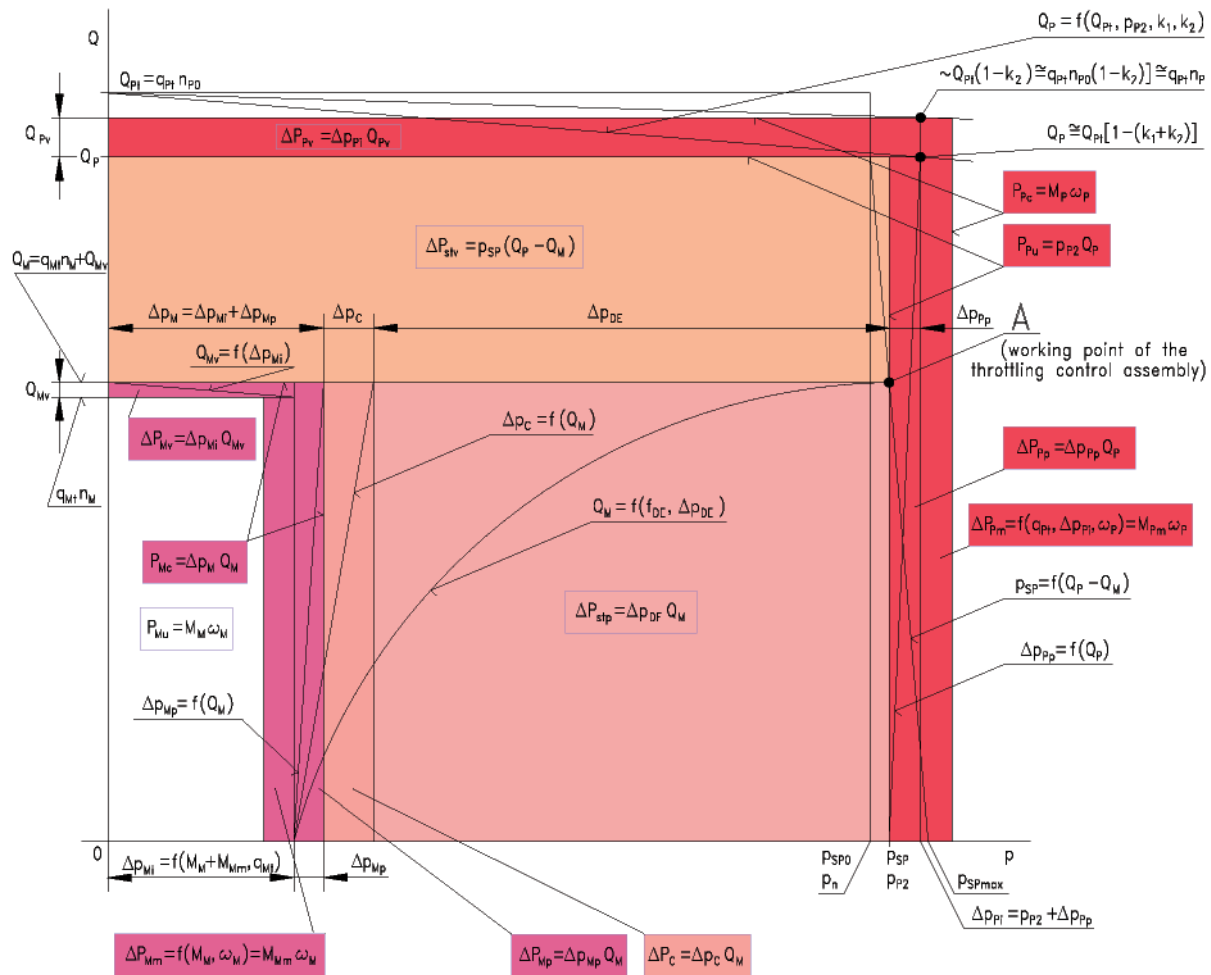 Q
Q_P = f(Q_Pt, p_P2, k_1, k_2)
Q_Pt = q_Pt n_P0
~Q_Pt(1-k_2) ≅ q_Pt n_P0(1-k_2)] ≅ q_Pt n_P
Q_Pv
ΔP_Pv = Δp_Pi Q_Pv
Q_P ≅ Q_Pt[1-(k_1+k_2)]
Q_P
P_Pc = M_P ω_P
ΔP_stv = p_SP(Q_P - Q_M)
P_Pu = p_P2 Q_P
Q_M = q_Mt n_M + Q_Mv
Δp_M = Δp_Mi + Δp_Mp
Δp_C
Δp_DE
Δp_Pp
A
(working point of the
throttling control assembly)
Q_Mv = f(Δp_Mi)
Q_Mv
Δp_C = f(Q_M)
ΔP_Mv = Δp_Mi Q_Mv
ΔP_Pp = Δp_Pp Q_P
q_Mt n_M
Q_M = f(f_DE, Δp_DE)
ΔP_Pm = f(q_Pt, Δp_Pi, ω_P) = M_Pm ω_P
P_Mc = Δp_M Q_M
p_SP = f(Q_P - Q_M)
ΔP_stp = Δp_DE Q_M
P_Mu = M_M ω_M
Δp_Pp = f(Q_P)
Δp_Mp = f(Q_M)
0
Δp_Mi = f(M_M + M_Mm, q_Mt)
Δp_Mp
p_SP0
p_n
p_SP
p_P2
p_SPmax
p
Δp_Pi = p_P2 + Δp_Pp
ΔP_Mm = f(M_M, ω_M) = M_Mm ω_M
ΔP_Mp = Δp_Mp Q_M
ΔP_C = Δp_C Q_M